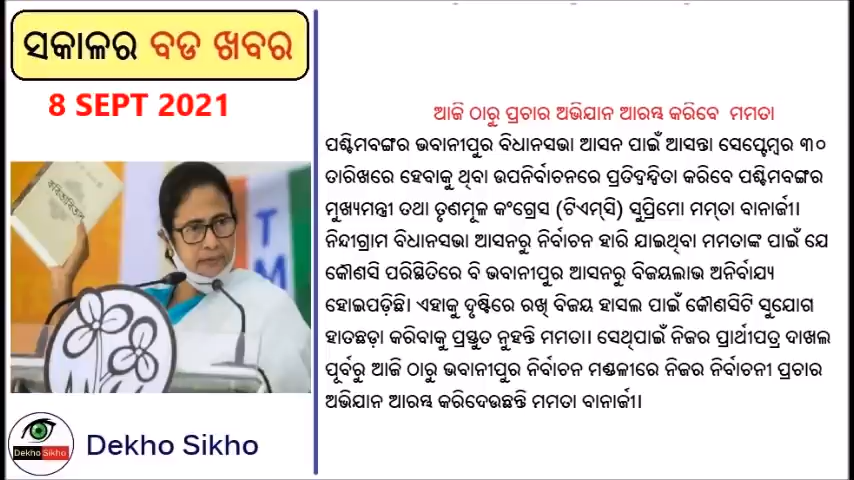 ସକାଳର ବଡ ଖବର
8 SEPT 2021
ଆଜି ଠାରୁ ପ୍ରଚାର ଅଭିଯାନ ଆରମ୍ଭ କରିବେ ମମତା
ପଶ୍ଚିମବଙ୍ଗର ଭବାନୀପୁର ବିଧାନସଭା ଆସନ ପାଇଁ ଆସନ୍ତା ସେପ୍ଟେମ୍ବର ୩୦
ତାରିଖରେ ହେବାକୁ ଥିବା ଉପନିର୍ବାଚନରେ ପ୍ରତିଦ୍ୱନ୍ଦ୍ୱିତା କରିବେ ପଶ୍ଚିମବଙ୍ଗର
ମୁଖ୍ୟମନ୍ତ୍ରୀ ତଥା ତୃଣମୂଳ କଂଗ୍ରେସ (ଟିଏମ୍‌ସି) ସୁପ୍ରିମୋ ମମ୍‌ତା ବାନାର୍ଜୀ।
ନିନ୍ଦୀଗ୍ରାମ ବିଧାନସଭା ଆସନରୁ ନିର୍ବାଚନ ହାରି ଯାଇଥିବା ମମତାଙ୍କ ପାଇଁ ଯେ
କୌଣସି ପରିସ୍ଥିତିରେ ବି ଭବାନୀପୁର ଆସନରୁ ବିଜୟଲାଭ ଅନିର୍ବାଯ୍ୟ
ହୋଇପଡ଼ିଛି। ଏହାକୁ ଦୃଷ୍ଟିରେ ରଖି ବିଜୟ ହାସଲ ପାଇଁ କୌଣସିଟି ସୁଯୋଗ
ହାତଛଡ଼ା କରିବାକୁ ପ୍ରସ୍ତୁତ ନୁହନ୍ତି ମମତା। ସେଥିପାଇଁ ନିଜର ପ୍ରାର୍ଥୀପତ୍ର ଦାଖଲ
ପୂର୍ବରୁ ଆଜି ଠାରୁ ଭବାନୀପୁର ନିର୍ବାଚନ ମଣ୍ଡଳୀରେ ନିଜର ନିର୍ବାଚନୀ ପ୍ରଚାର
ଅଭିଯାନ ଆରମ୍ଭ କରିଦେଉଛନ୍ତି ମମତା ବାନାର୍ଜୀ।
TM
Dekho Sikho
Dekho Sikho